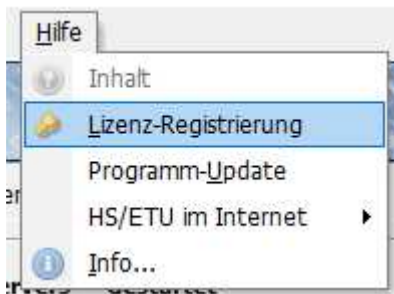 Hilfe
Inhalt
Lizenz-Registrierung
Programm-Update
HS/ETU im Internet
Info...